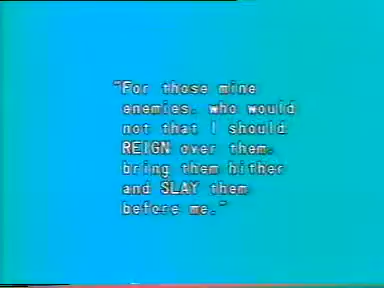 "For those mine
enemies, who would
not that I should
REIGN over them,
bring them hither
and SLAY them
before me."